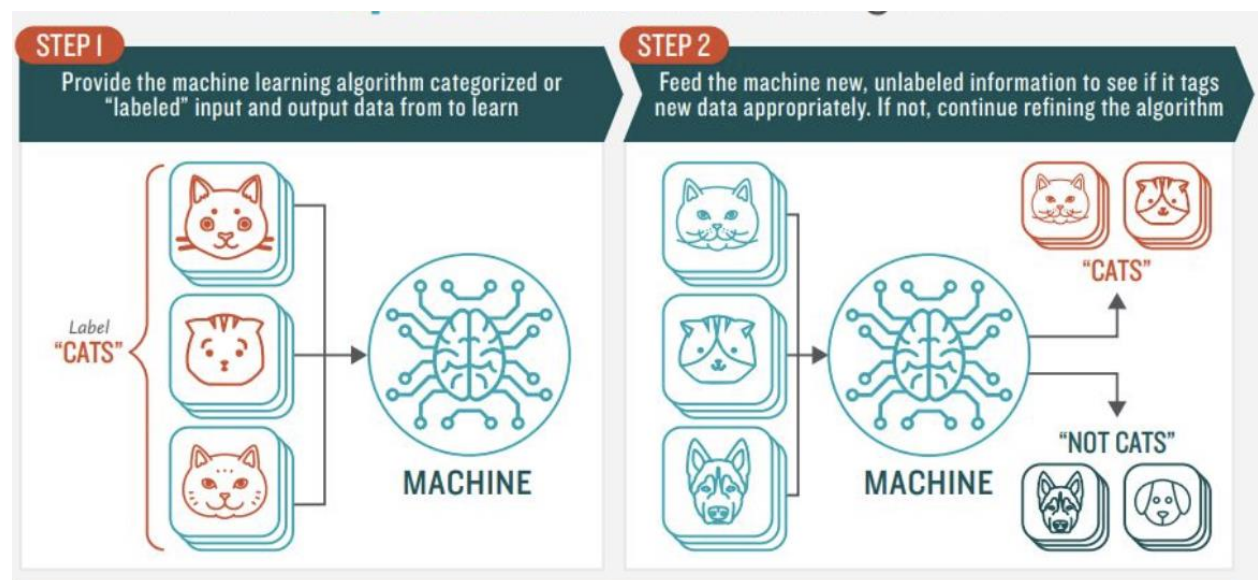 STEP 1
Provide the machine learning algorithm categorized or
“labeled” input and output data from to learn
Label
“CATS”
MACHINE
STEP 2
Feed the machine new, unlabeled information to see if it tags
new data appropriately. If not, continue refining the algorithm
MACHINE
“CATS”
“NOT CATS”